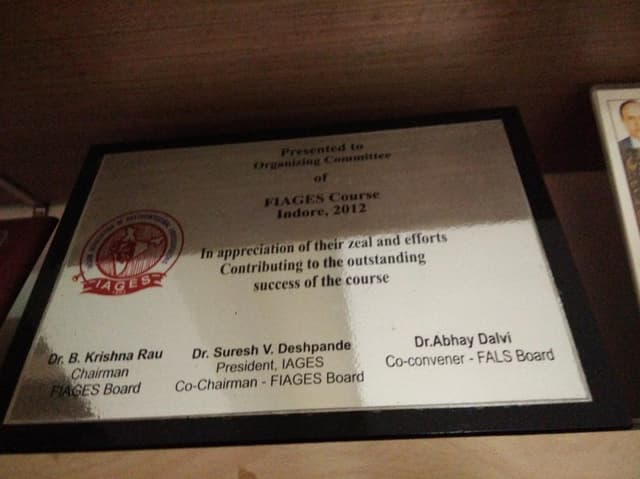 Presented to
Organizing Committee
of
FIAGES Course
Indore, 2012
In appreciation of their zeal and efforts
Contributing to the outstanding
success of the course
IAGES
Dr. B. Krishna Rau
Chairman
FIAGES Board
Dr. Suresh V. Deshpande
President, IAGES
Co-Chairman - FIAGES Board
Dr.Abhay Dalvi
Co-convener - FALS Board